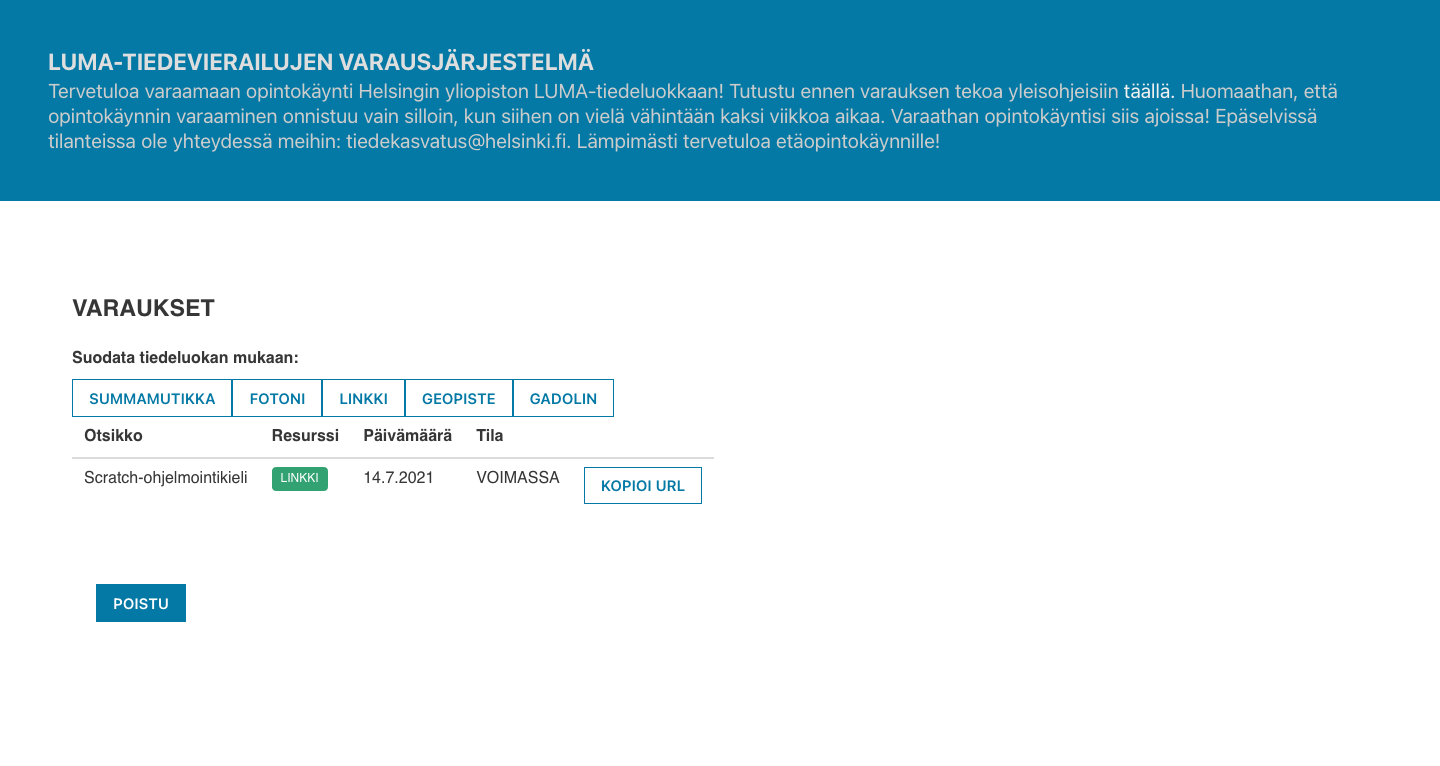 LUMA-TIEDEVIERAILUJEN VARAUSJÄRJESTELMÄ
Tervetuloa varaamaan opintokäynti Helsingin yliopiston LUMA-tiedeluokkaan! Tutustu ennen varauksen tekoa yleisohjeisiin täällä. Huomaathan, että
opintokäynnin varaaminen onnistuu vain silloin, kun siihen on vielä vähintään kaksi viikkoa aikaa. Varaathan opintokäyntisi siis ajoissa! Epäselvissä
tilanteissa ole yhteydessä meihin: tiedekasvatus@helsinki.fi. Lämpimästi tervetuloa etäopintokäynnille!
VARAUKSET
Suodata tiedeluokan mukaan:
SUMMAMUTIKKA FOTONI LINKKI GEOPISTE GADOLIN
Otsikko Resurssi Päivämäärä Tila
Scratch-ohjelmointikieli LINKKI 14.7.2021 VOIMASSA KOPIOI URL
POISTU